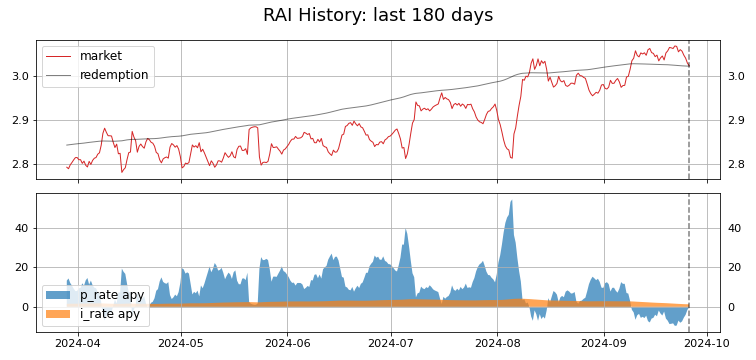 RAI History: last 180 days
market
redemption
3.0
2.9
2.8
3.0
2.9
2.8
p_rate apy
i_rate apy
40
20
0
40
20
0
2024-04 2024-05 2024-06 2024-07 2024-08 2024-09 2024-10